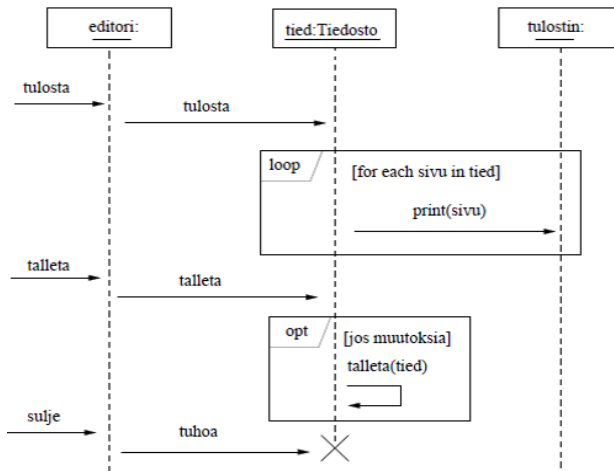 editori:
tied:Tiedosto
tulostin:
tulosta
tulosta
loop
[for each sivu in tied]
print(sivu)
talleta
talleta
opt
[jos muutoksia]
talleta(tied)
sulje
tuhoa